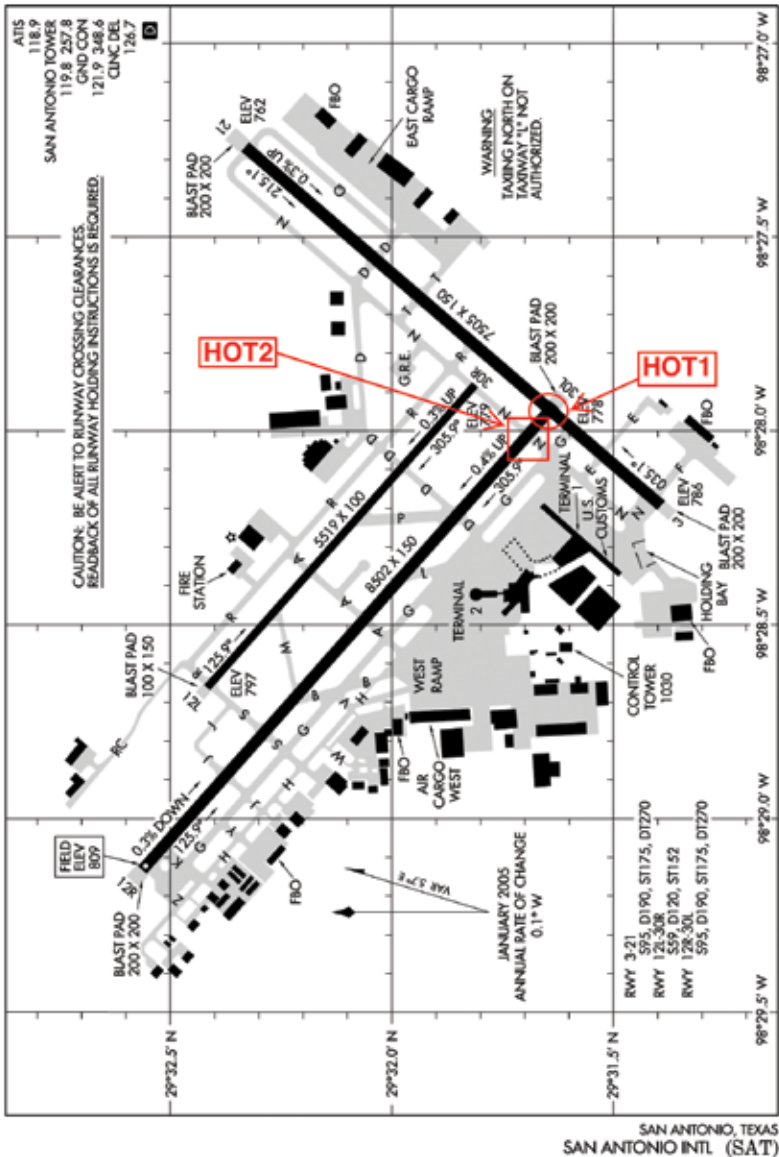 ATIS
118.9
SAN ANTONIO TOWER
119.8 257.8
GND CON
121.9 348.6
CLNC DEL
126.7
D
CAUTION: BE ALERT TO RUNWAY CROSSING CLEARANCES.
READBACK OF ALL RUNWAY HOLDING INSTRUCTIONS IS REQUIRED.
WARNING
TAXIING NORTH ON
TAXIWAY "L" NOT
AUTHORIZED.
FBO
EAST CARGO
RAMP
ELEV
762
21
BLAST PAD
200 X 200
215.1°
0.3% UP
7505 X 150
HOT2
HOT1
BLAST PAD
200 X 200
30L
ELEV
778
G.R.E.
30R
ELEV
779
0.3% UP
305.9°
0.4% UP
305.9°
5519 X 100
8502 X 150
FIRE
STATION
BLAST PAD
100 X 150
12L
125.9°
ELEV
797
TERMINAL
1
U.S.
CUSTOMS
TERMINAL
2
035.1°
ELEV
786
3
BLAST PAD
200 X 200
HOLDING
BAY
FBO
FBO
CONTROL
TOWER
1030
WEST
RAMP
FBO
AIR
CARGO
WEST
FIELD
ELEV
809
0.3% DOWN
125.9°
12R
BLAST PAD
200 X 200
RC
FBO
VAR 5.7° E
JANUARY 2005
ANNUAL RATE OF CHANGE
0.1° W
RWY 3-21
S95, D190, ST175, DT270
RWY 12L-30R
S59, D120, ST152
RWY 12R-30L
S95, D190, ST175, DT270
98°27.0' W
98°27.5' W
98°28.0' W
98°28.5' W
98°29.0' W
98°29.5' W
29°32.5' N
29°32.0' N
29°31.5' N
SAN ANTONIO, TEXAS
SAN ANTONIO INTL (SAT)